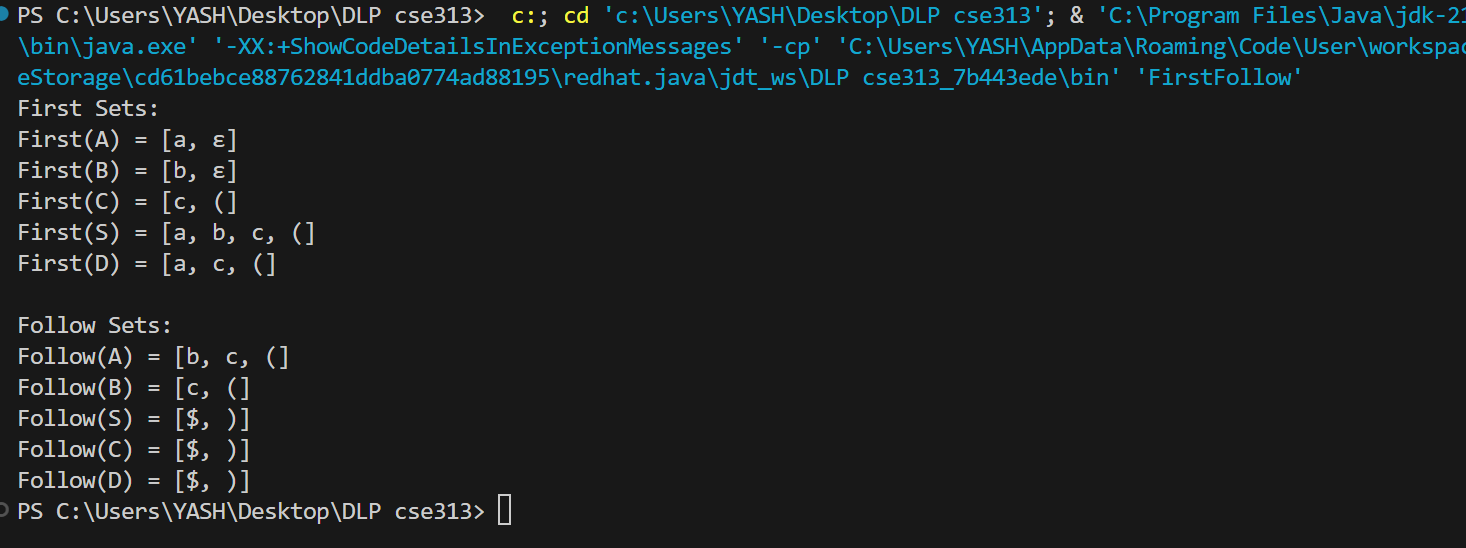 PS C:\Users\YASH\Desktop\DLP cse313>  c:; cd 'c:\Users\YASH\Desktop\DLP cse313'; & 'C:\Program Files\Java\jdk-21
\bin\java.exe' '-XX:+ShowCodeDetailsInExceptionMessages' '-cp' 'C:\Users\YASH\AppData\Roaming\Code\User\workspac
eStorage\cd61bebce88762841ddba0774ad88195\redhat.java\jdt_ws\DLP cse313_7b443ede\bin' 'FirstFollow'
First Sets:
First(A) = [a, ε]
First(B) = [b, ε]
First(C) = [c, (]
First(S) = [a, b, c, (]
First(D) = [a, c, (]

Follow Sets:
Follow(A) = [b, c, (]
Follow(B) = [c, (]
Follow(S) = [$, )]
Follow(C) = [$, )]
Follow(D) = [$, )]
PS C:\Users\YASH\Desktop\DLP cse313>